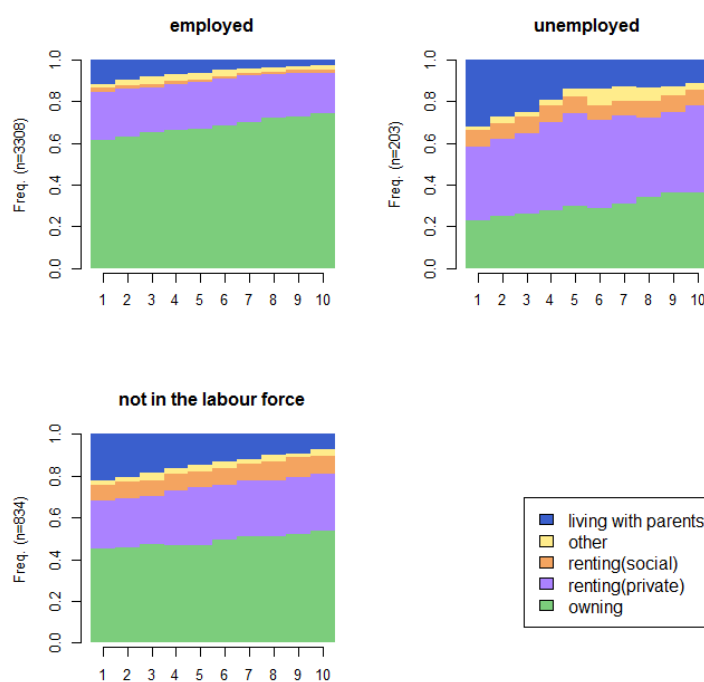 employed
Freq. (n=3308)
0.0 0.2 0.4 0.6 0.8 1.0
1 2 3 4 5 6 7 8 9 10
unemployed
Freq. (n=203)
0.0 0.2 0.4 0.6 0.8 1.0
1 2 3 4 5 6 7 8 9 10
not in the labour force
Freq. (n=834)
0.0 0.2 0.4 0.6 0.8 1.0
1 2 3 4 5 6 7 8 9 10
living with parents
other
renting(social)
renting(private)
owning